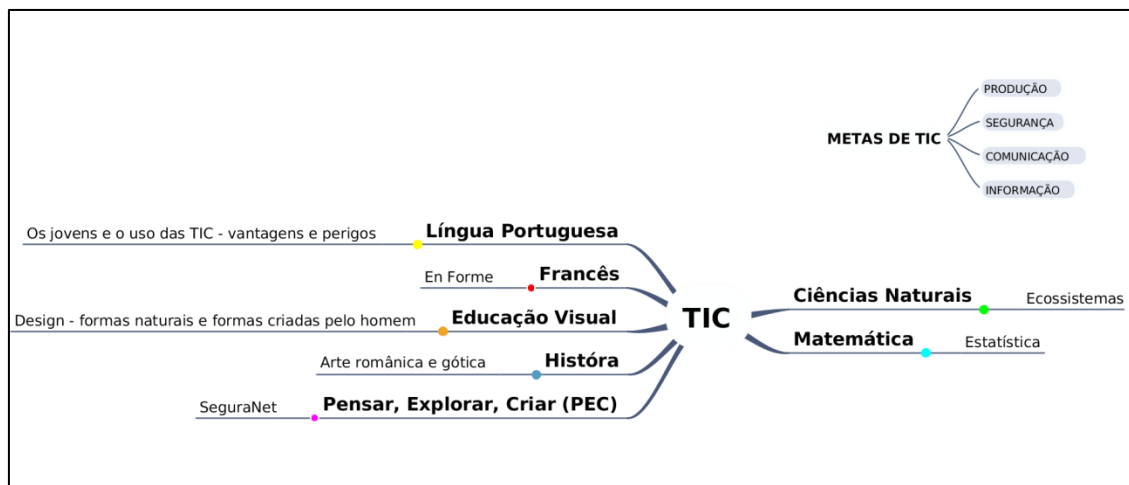 PRODUÇÃO
SEGURANÇA
METAS DE TIC
COMUNICAÇÃO
INFORMAÇÃO
Os jovens e o uso das TIC - vantagens e perigos
Língua Portuguesa
En Forme
Francês
Design - formas naturais e formas criadas pelo homem
Educação Visual
Arte românica e gótica
Históra
SeguraNet
Pensar, Explorar, Criar (PEC)
TIC
Ciências Naturais
Ecossistemas
Matemática
Estatística